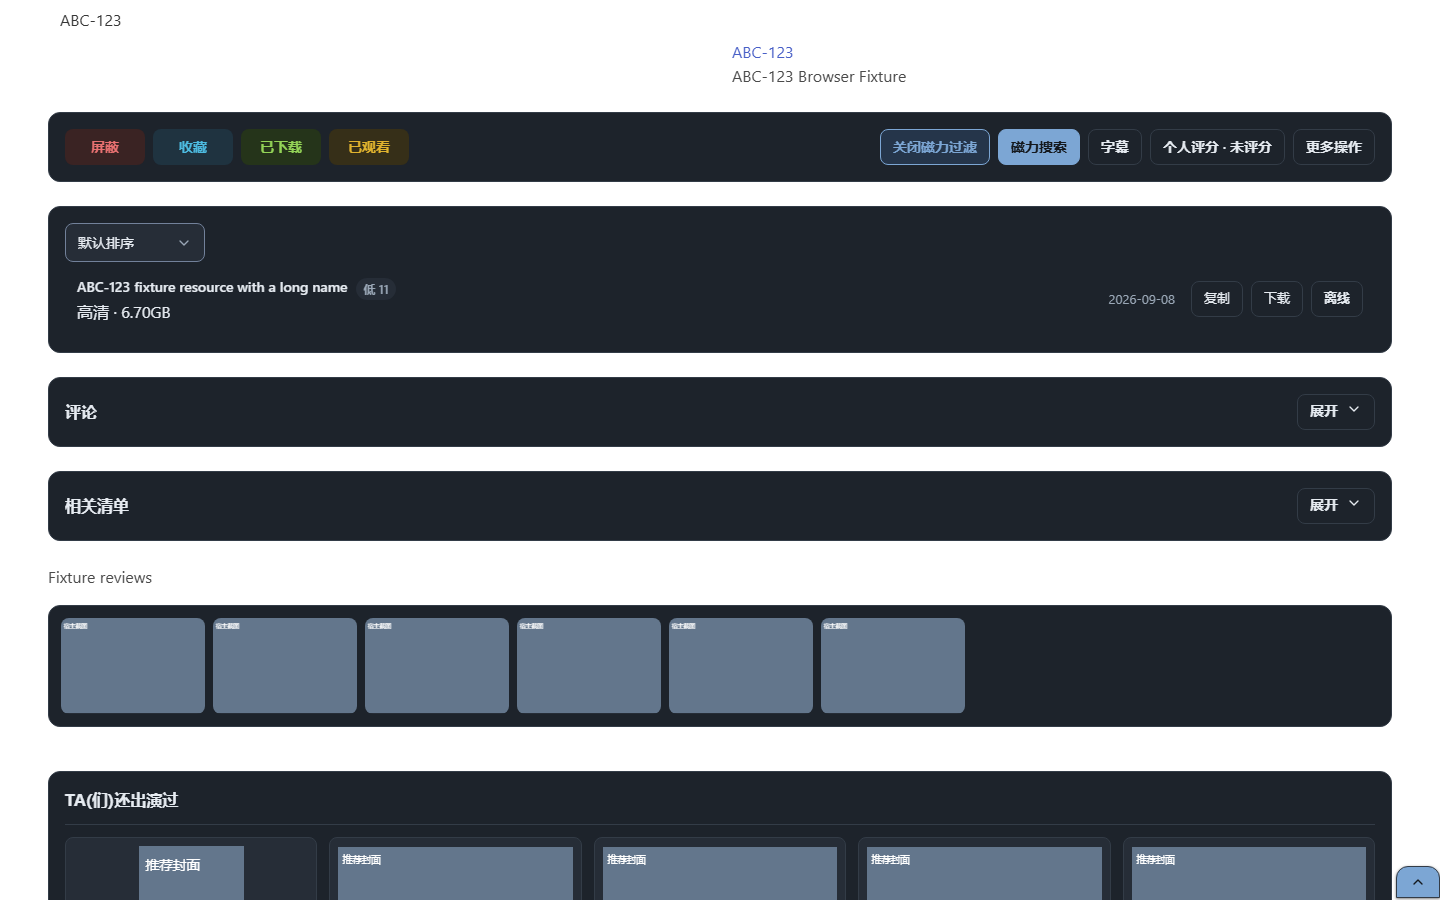 ABC-123
ABC-123
ABC-123 Browser Fixture
屏蔽 收藏 已下载 已观看 关闭磁力过滤 磁力搜索 字幕 个人评分 · 未评分 更多操作
默认排序
ABC-123 fixture resource with a long name 低 11
高清 · 6.70GB
2026-09-08 复制 下载 离线
评论 展开
相关清单 展开
Fixture reviews
TA(们)还出演过
推荐封面 推荐封面 推荐封面 推荐封面 推荐封面